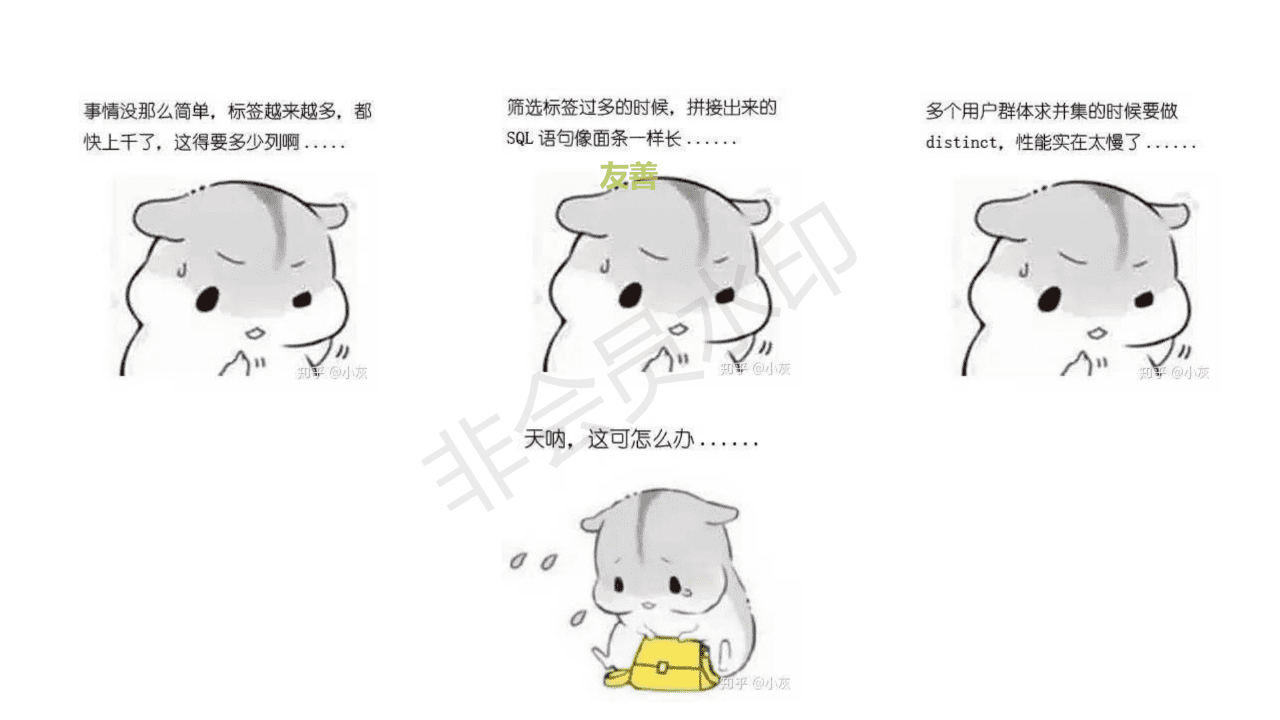 事情没那么简单，标签越来越多，都
快上千了，这得要多少列啊.....
筛选标签过多的时候，拼接出来的
SQL 语句像面条一样长......
多个用户群体求并集的时候要做
distinct，性能实在太慢了......
友善
知乎 @小灰
知乎 @小灰
知乎 @小灰
非会员水印
天呐，这可怎么办......
知乎 @小灰